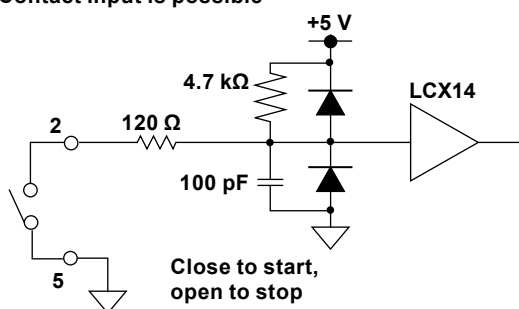 Contact input is possible
+5 V
4.7 kΩ
LCX14
2
120 Ω
100 pF
5
Close to start,
open to stop